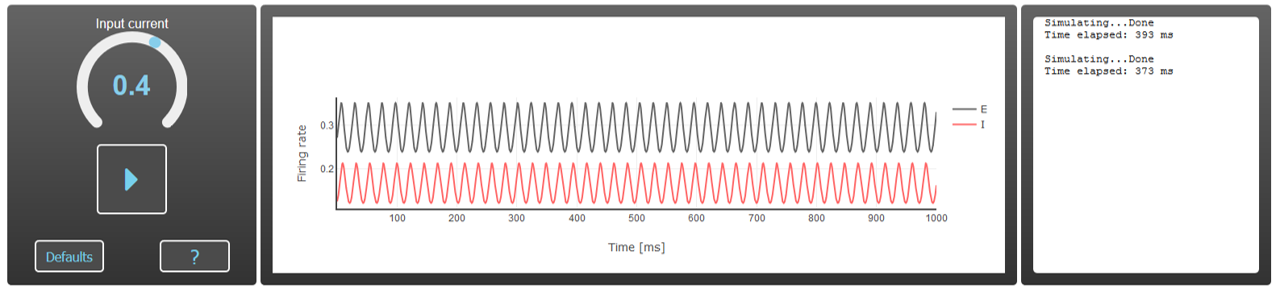 Input current
0.4
Defaults
?
Firing rate
0.3
0.2
100 200 300 400 500 600 700 800 900 1000
Time [ms]
E
I
Simulating...Done
Time elapsed: 393 ms
Simulating...Done
Time elapsed: 373 ms